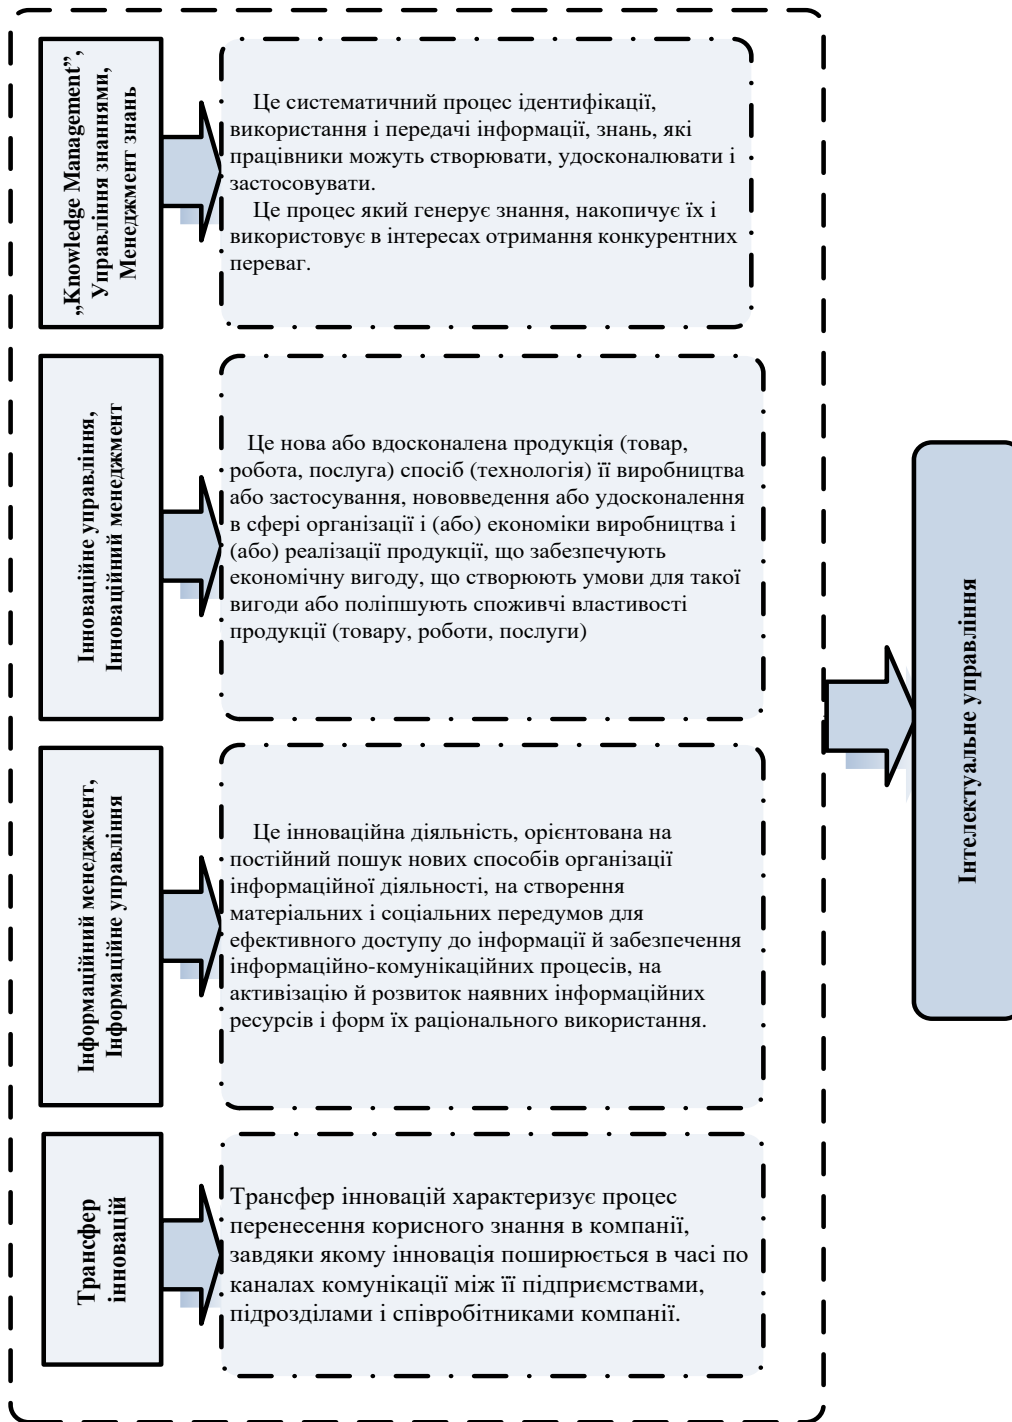 „Knowledge Management”,
Управління знаннями,
Менеджмент знань
Це систематичний процес ідентифікації,
використання і передачі інформації, знань, які
працівники можуть створювати, удосконалювати і
застосовувати.
Це процес який генерує знання, накопичує їх і
використовує в інтересах отримання конкурентних
переваг.
Інноваційне управління,
Інноваційний менеджмент
Це нова або вдосконалена продукція (товар,
робота, послуга) спосіб (технологія) її виробництва
або застосування, нововведення або удосконалення
в сфері організації і (або) економіки виробництва і
(або) реалізації продукції, що забезпечують
економічну вигоду, що створюють умови для такої
вигоди або поліпшують споживчі властивості
продукції (товару, роботи, послуги)
Інформаційний менеджмент,
Інформаційне управління
Це інноваційна діяльність, орієнтована на
постійний пошук нових способів організації
інформаційної діяльності, на створення
матеріальних і соціальних передумов для
ефективного доступу до інформації й забезпечення
інформаційно-комунікаційних процесів, на
активізацію й розвиток наявних інформаційних
ресурсів і форм їх раціонального використання.
Трансфер
інновацій
Трансфер інновацій характеризує процес
перенесення корисного знання в компанії,
завдяки якому інновація поширюється в часі по
каналах комунікації між її підприємствами,
підрозділами і співробітниками компанії.
Інтелектуальне управління